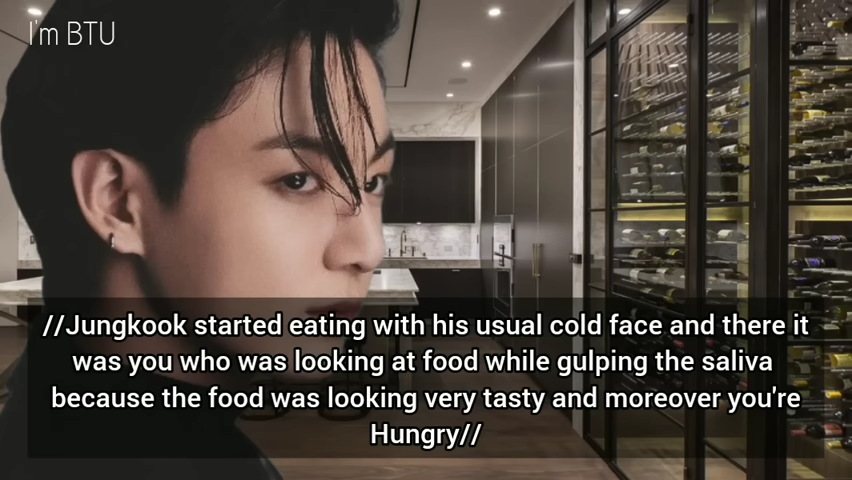 I'm BTU
//Jungkook started eating with his usual cold face and there it
was you who was looking at food while gulping the saliva
because the food was looking very tasty and moreover you're
Hungry//